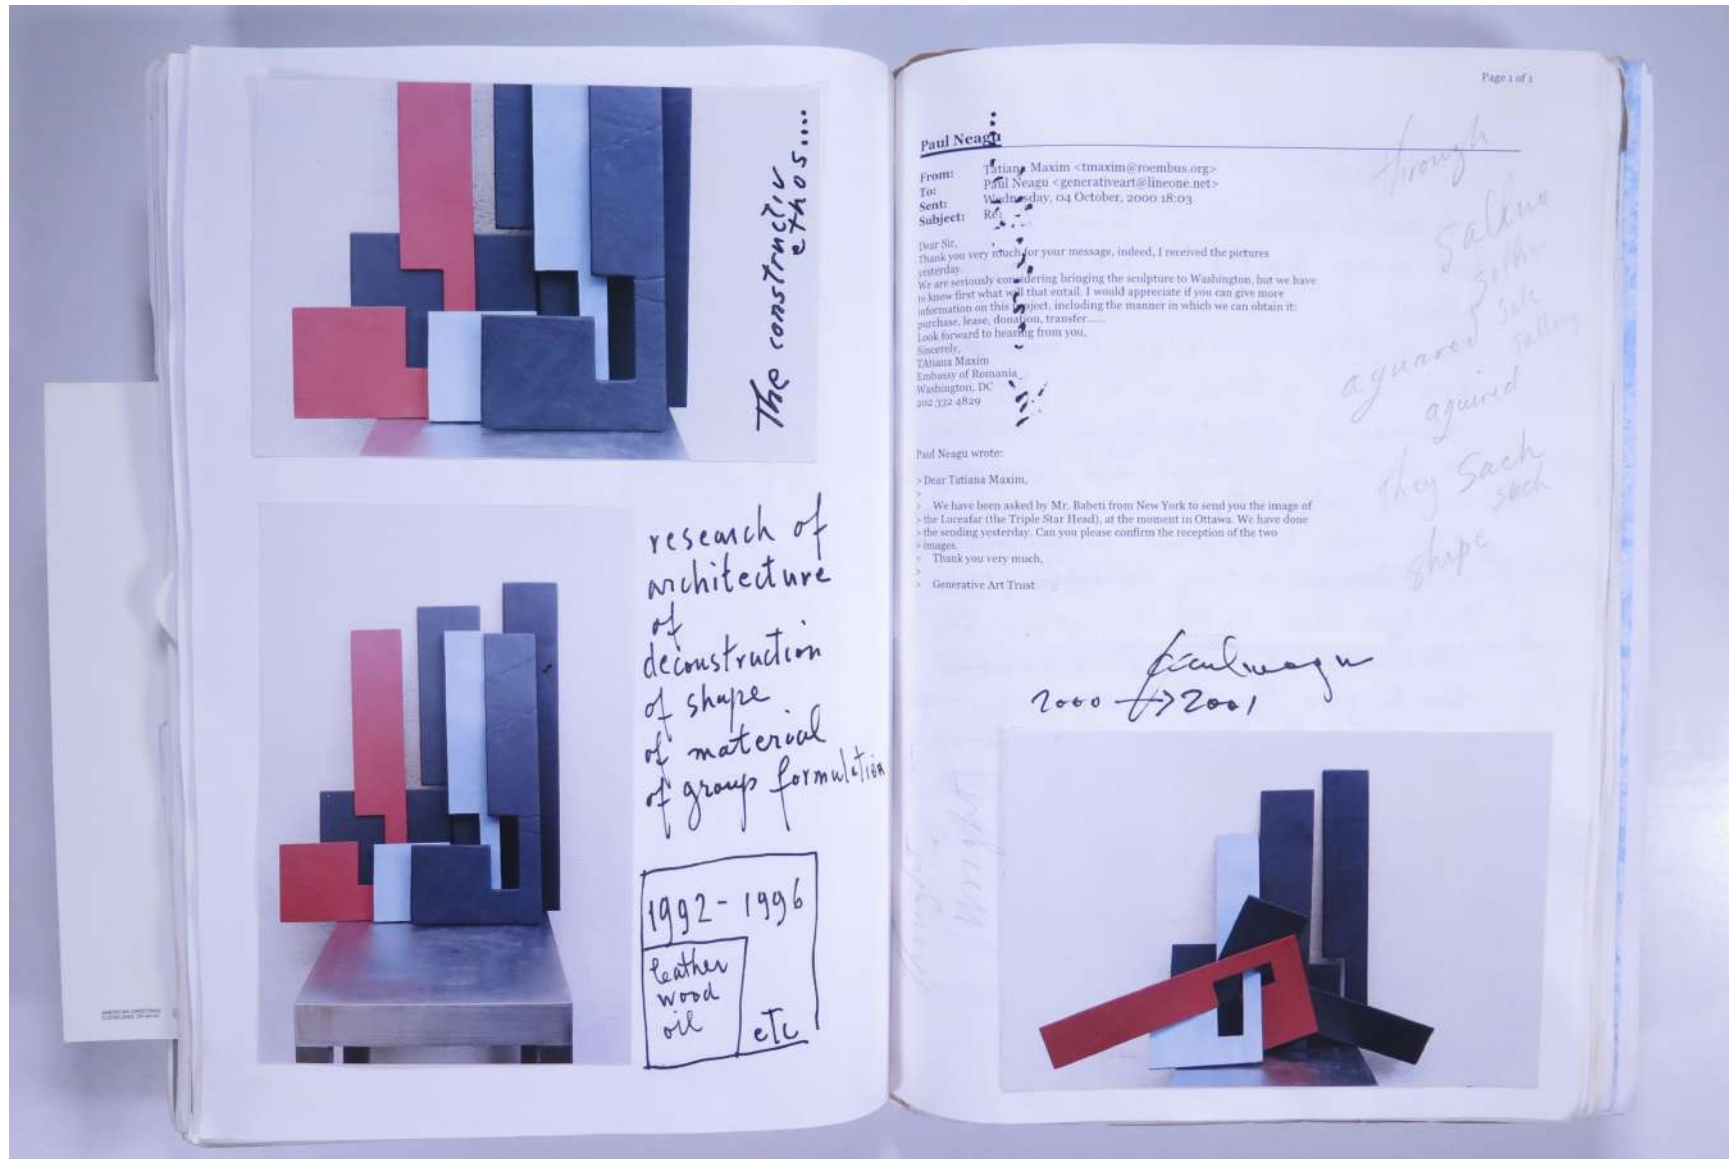 The constructiv
ethos....
research of
architecture
of
deconstruction
of shape
of material
of group formulation
1992 - 1996
leather
wood
oil
etc
Page 1 of 1
Paul Neagu
From: Tatiana Maxim <tmaxim@roembus.org>
To: Paul Neagu <generativeart@lineone.net>
Sent: Wednesday, 04 October, 2000 18:03
Subject: Re:
Dear Sir,
Thank you very much for your message, indeed, I received the pictures
yesterday.
We are seriously considering bringing the sculpture to Washington, but we have
to know first what will that entail. I would appreciate if you can give more
information on this project, including the manner in which we can obtain it:
purchase, lease, donation, transfer......
Look forward to hearing from you,
Sincerely,
TAtiana Maxim
Embassy of Romania
Washington, DC
202 332 4829
Paul Neagu wrote:
> Dear Tatiana Maxim,
>
> We have been asked by Mr. Babeti from New York to send you the image of
> the Luceafar (the Triple Star Head), at the moment in Ottawa. We have done
> the sending yesterday. Can you please confirm the reception of the two
> images.
> Thank you very much,
>
> Generative Art Trust
through
they Sach
such
shipe
paulneagu
2000 → 2001